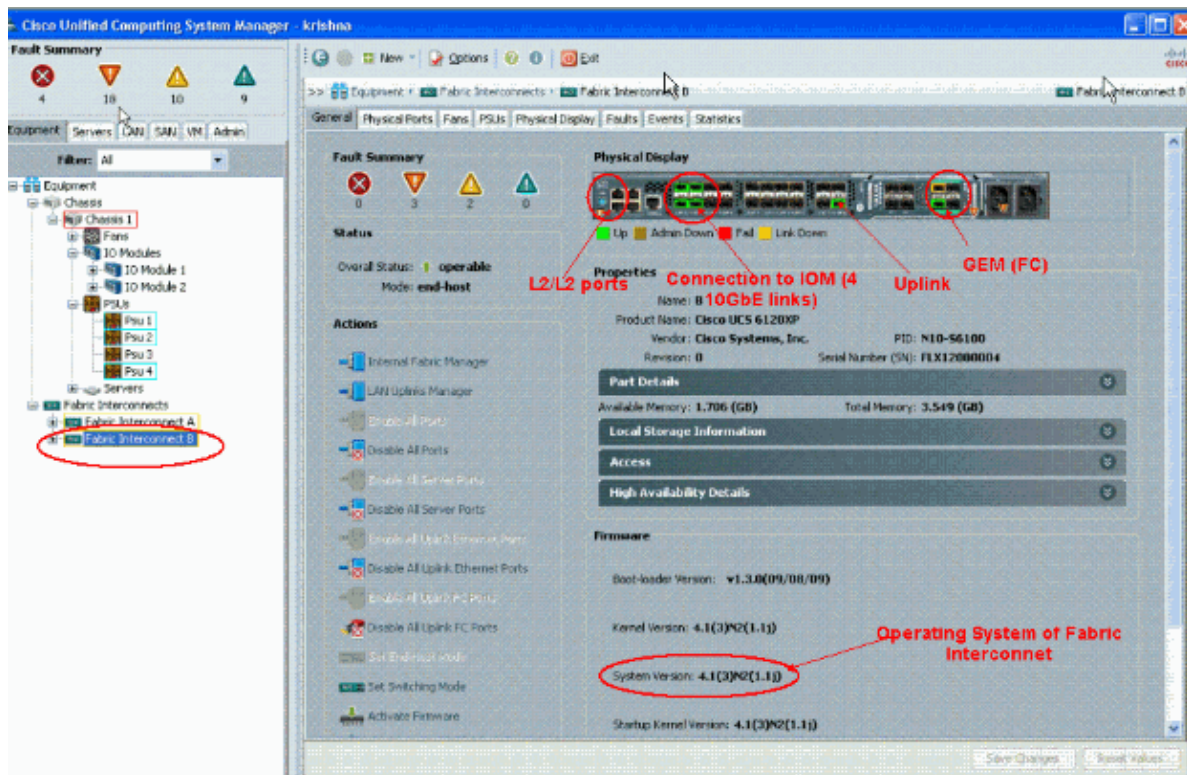 Cisco Unified Computing System Manager - krishna
Fault Summary
4 18 10 9
Equipment Servers LAN SAN VM Admin
Filter: All
Equipment
Chassis
Chassis 1
Fans
IO Modules
IO Module 1
IO Module 2
PSUs
Psu 1
Psu 2
Psu 3
Psu 4
Servers
Fabric Interconnects
Fabric Interconnect A
Fabric Interconnect B
New Options Exit
>> Equipment Fabric Interconnects Fabric Interconnect B
Fabric Interconnect B
General Physical Ports Fans PSUs Physical Display Faults Events Statistics
Fault Summary
0 3 2 0
Status
Overall Status: operable
Mode: end-host
Actions
Internal Fabric Manager
LAN Uplinks Manager
Enable All Ports
Disable All Ports
Enable All Server Ports
Disable All Server Ports
Enable All Uplink Ethernet Ports
Disable All Uplink Ethernet Ports
Enable All Uplink FC Ports
Disable All Uplink FC Ports
Set End-Host Mode
Set Switching Mode
Activate Firmware
Physical Display
Up Admin Down Fail Link Down
L2/L2 ports
Connection to IOM (4 10GbE links)
Uplink
GEM (FC)
Properties
Name: B
Product Name: Cisco UCS 6120XP
Vendor: Cisco Systems, Inc. PID: N10-S6100
Revision: 0 Serial Number (SN): FLX12080004
Part Details
Available Memory: 1.706 (GB) Total Memory: 3.549 (GB)
Local Storage Information
Access
High Availability Details
Firmware
Boot-loader Version: v1.3.0(09/08/09)
Kernel Version: 4.1(3)N2(1.1j)
Operating System of Fabric Interconnet
System Version: 4.1(3)N2(1.1j)
Startup Kernel Version: 4.1(3)N2(1.1j)
Save Changes Reset Values